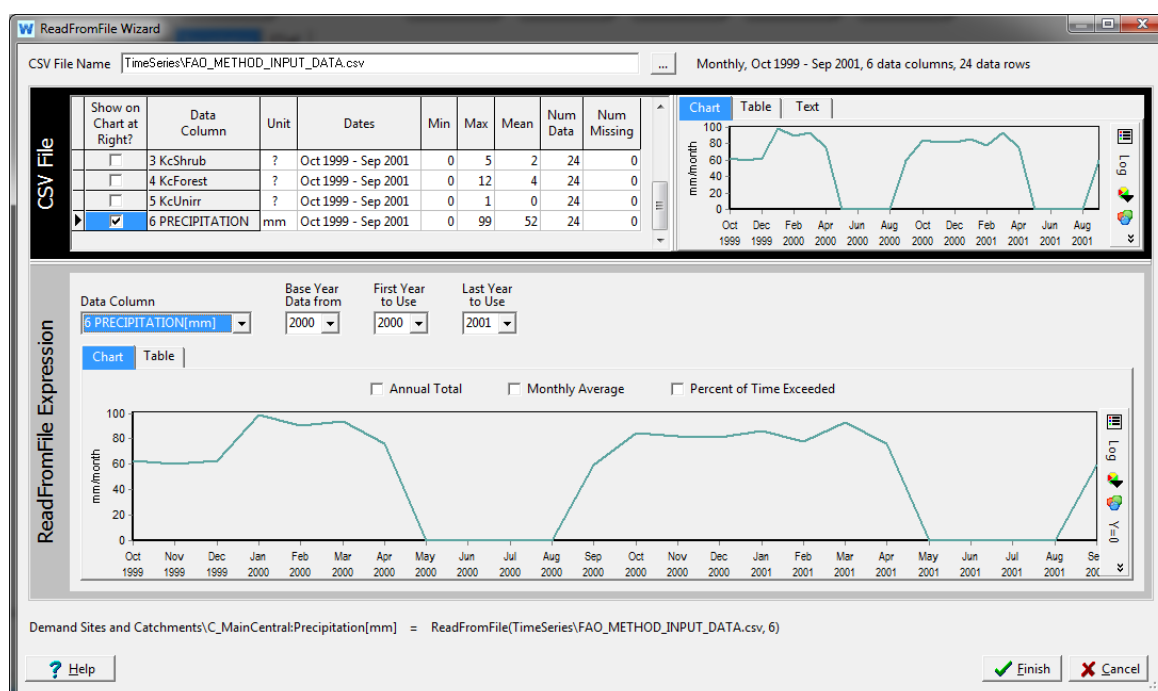 ReadFromFile Wizard
CSV File Name TimeSeries\FAO_METHOD_INPUT_DATA.csv ... Monthly, Oct 1999 - Sep 2001, 6 data columns, 24 data rows
CSV File
Show on Chart at Right? Data Column Unit Dates Min Max Mean Num Data Num Missing
3 KcShrub ? Oct 1999 - Sep 2001 0 5 2 24 0
4 KcForest ? Oct 1999 - Sep 2001 0 12 4 24 0
5 KcUnirr ? Oct 1999 - Sep 2001 0 1 0 24 0
6 PRECIPITATION mm Oct 1999 - Sep 2001 0 99 52 24 0
Chart Table Text
mm/month
100
80
60
40
20
0
Oct Dec Feb Apr Jun Aug Oct Dec Feb Apr Jun Aug
1999 1999 2000 2000 2000 2000 2000 2000 2001 2001 2001 2001
Log
ReadFromFile Expression
Data Column Base Year Data from First Year to Use Last Year to Use
6 PRECIPITATION[mm] 2000 2000 2001
Chart Table
Annual Total Monthly Average Percent of Time Exceeded
mm/month
100
80
60
40
20
0
Oct Nov Dec Jan Feb Mar Apr May Jun Jul Aug Sep Oct Nov Dec Jan Feb Mar Apr May Jun Jul Aug Se
1999 1999 1999 2000 2000 2000 2000 2000 2000 2000 2000 2000 2000 2000 2000 2001 2001 2001 2001 2001 2001 2001 2001 200
Log
Y=0
Demand Sites and Catchments\C_MainCentral:Precipitation[mm] = ReadFromFile(TimeSeries\FAO_METHOD_INPUT_DATA.csv, 6)
? Help Finish Cancel